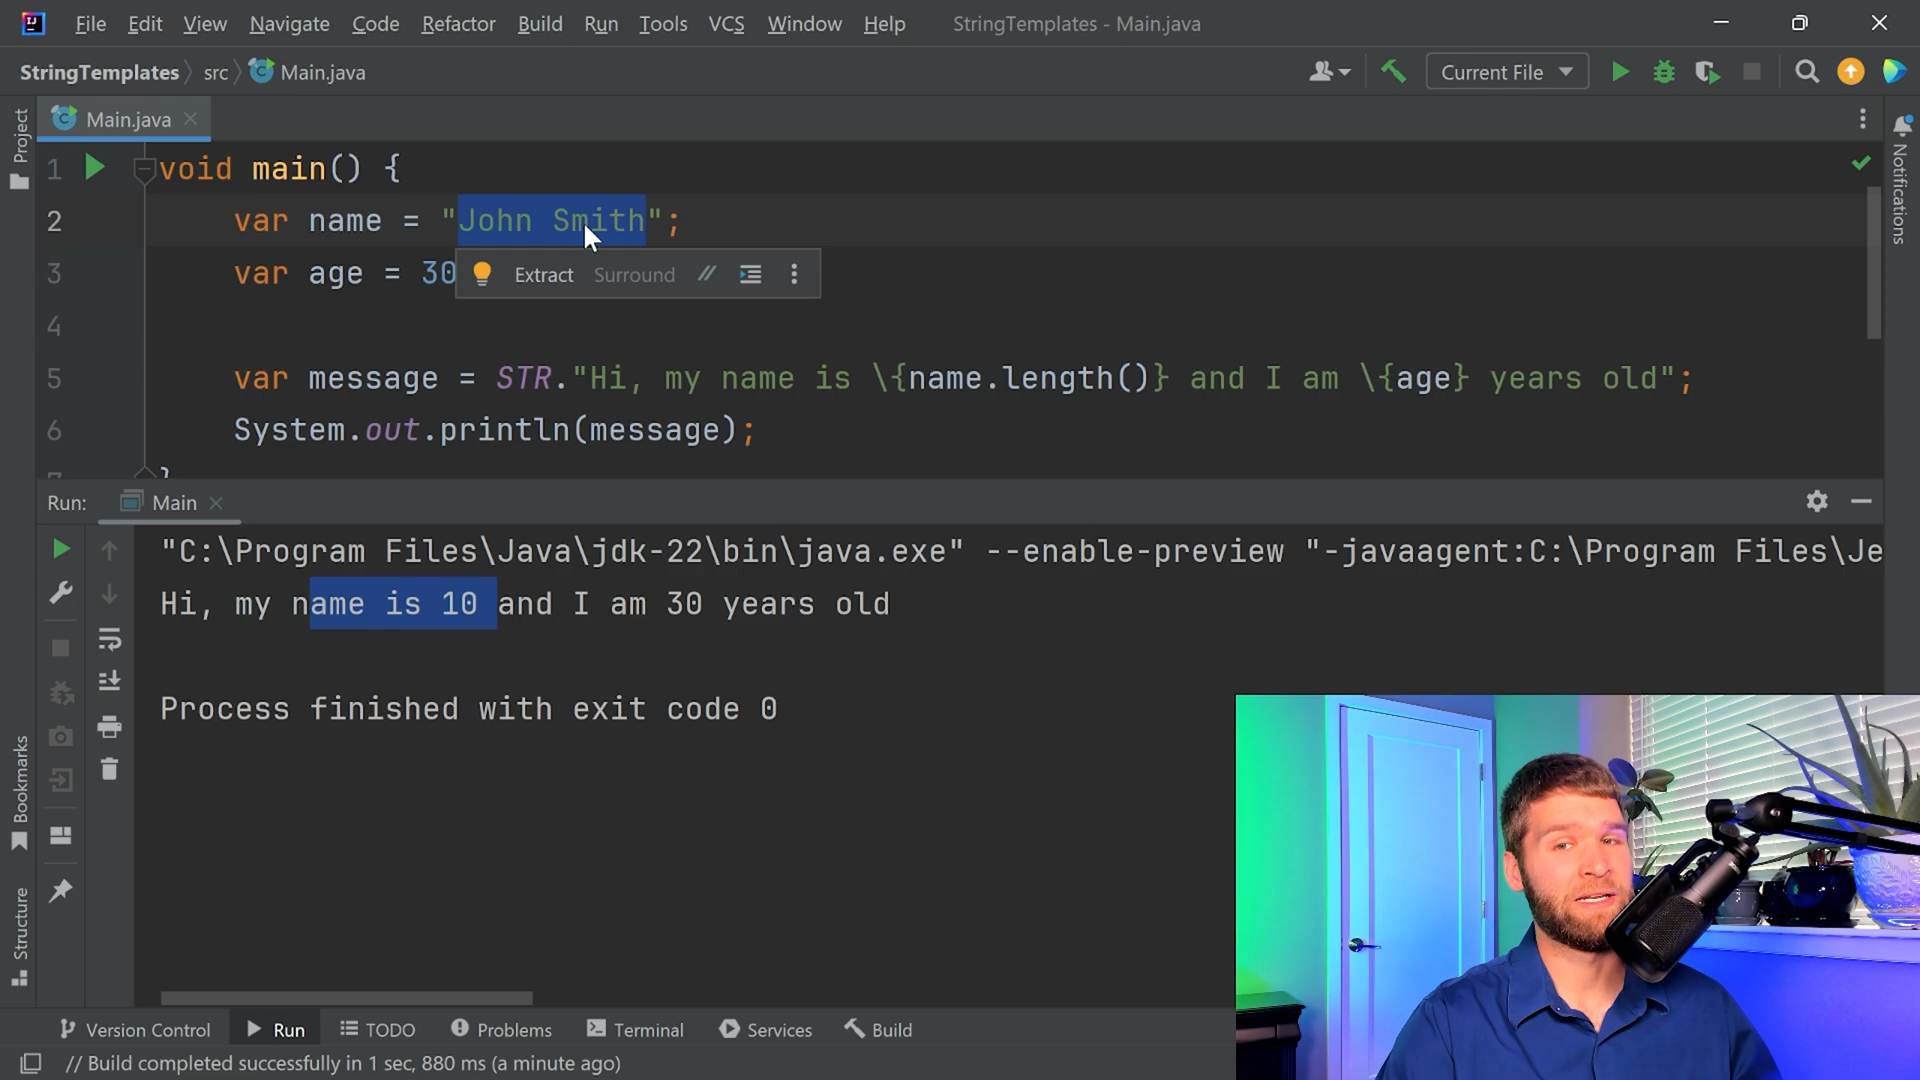 File Edit View Navigate Code Refactor Build Run Tools VCS Window Help StringTemplates - Main.java
StringTemplates src Main.java Current File
Project
Main.java
Notifications
1 void main() {
2 var name = "John Smith";
3 var age = 30
Extract Surround //
4
5 var message = STR."Hi, my name is \{name.length()} and I am \{age} years old";
6 System.out.println(message);
}
Run: Main
"C:\Program Files\Java\jdk-22\bin\java.exe" --enable-preview "-javaagent:C:\Program Files\Je
Hi, my name is 10 and I am 30 years old
Process finished with exit code 0
Bookmarks
Structure
Version Control Run TODO Problems Terminal Services Build
// Build completed successfully in 1 sec, 880 ms (a minute ago)